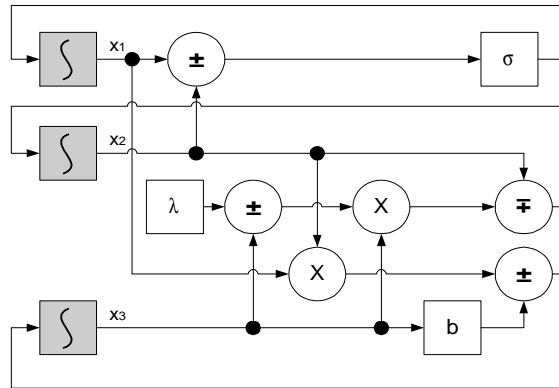 ∫ x₁ ± σ
∫ x₂
λ ± X ∓
X ±
∫ x₃ b